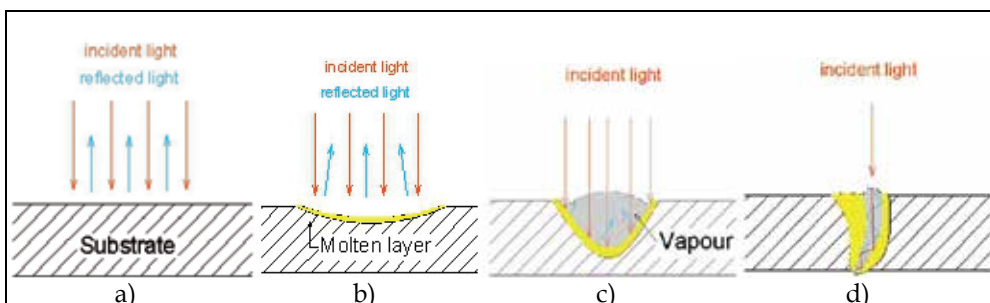 incident light
reflected light
Substrate
a)
incident light
reflected light
Molten layer
b)
incident light
Vapour
c)
incident light
d)